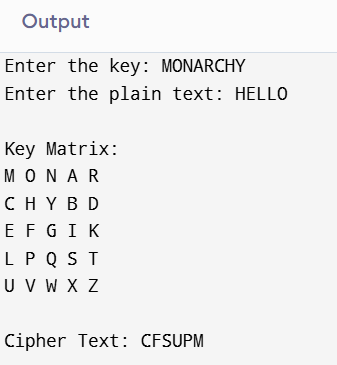 Output
Enter the key: MONARCHY
Enter the plain text: HELLO
Key Matrix:
M O N A R
C H Y B D
E F G I K
L P Q S T
U V W X Z
Cipher Text: CFSUPM